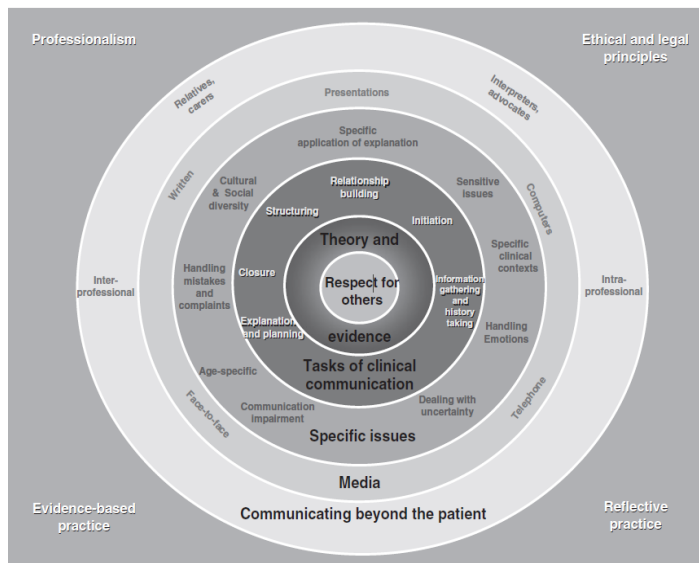 Professionalism
Ethical and legal
principles
Relatives,
carers
Interpreters,
advocates
Presentations
Written
Computers
Specific
application of explanation
Cultural
& Social
diversity
Sensitive
issues
Relationship
building
Structuring
Initiation
Theory and
Specific
clinical
contexts
Inter-
professional
Handling
mistakes
and
complaints
Closure
Respect for
others
Information
gathering
and
history
taking
Intra-
professional
Explanation
and planning
evidence
Handling
Emotions
Tasks of clinical
communication
Age-specific
Communication
Impairment
Dealing with
uncertainty
Face-to-face
Telephone
Specific issues
Media
Communicating beyond the patient
Evidence-based
practice
Reflective
practice